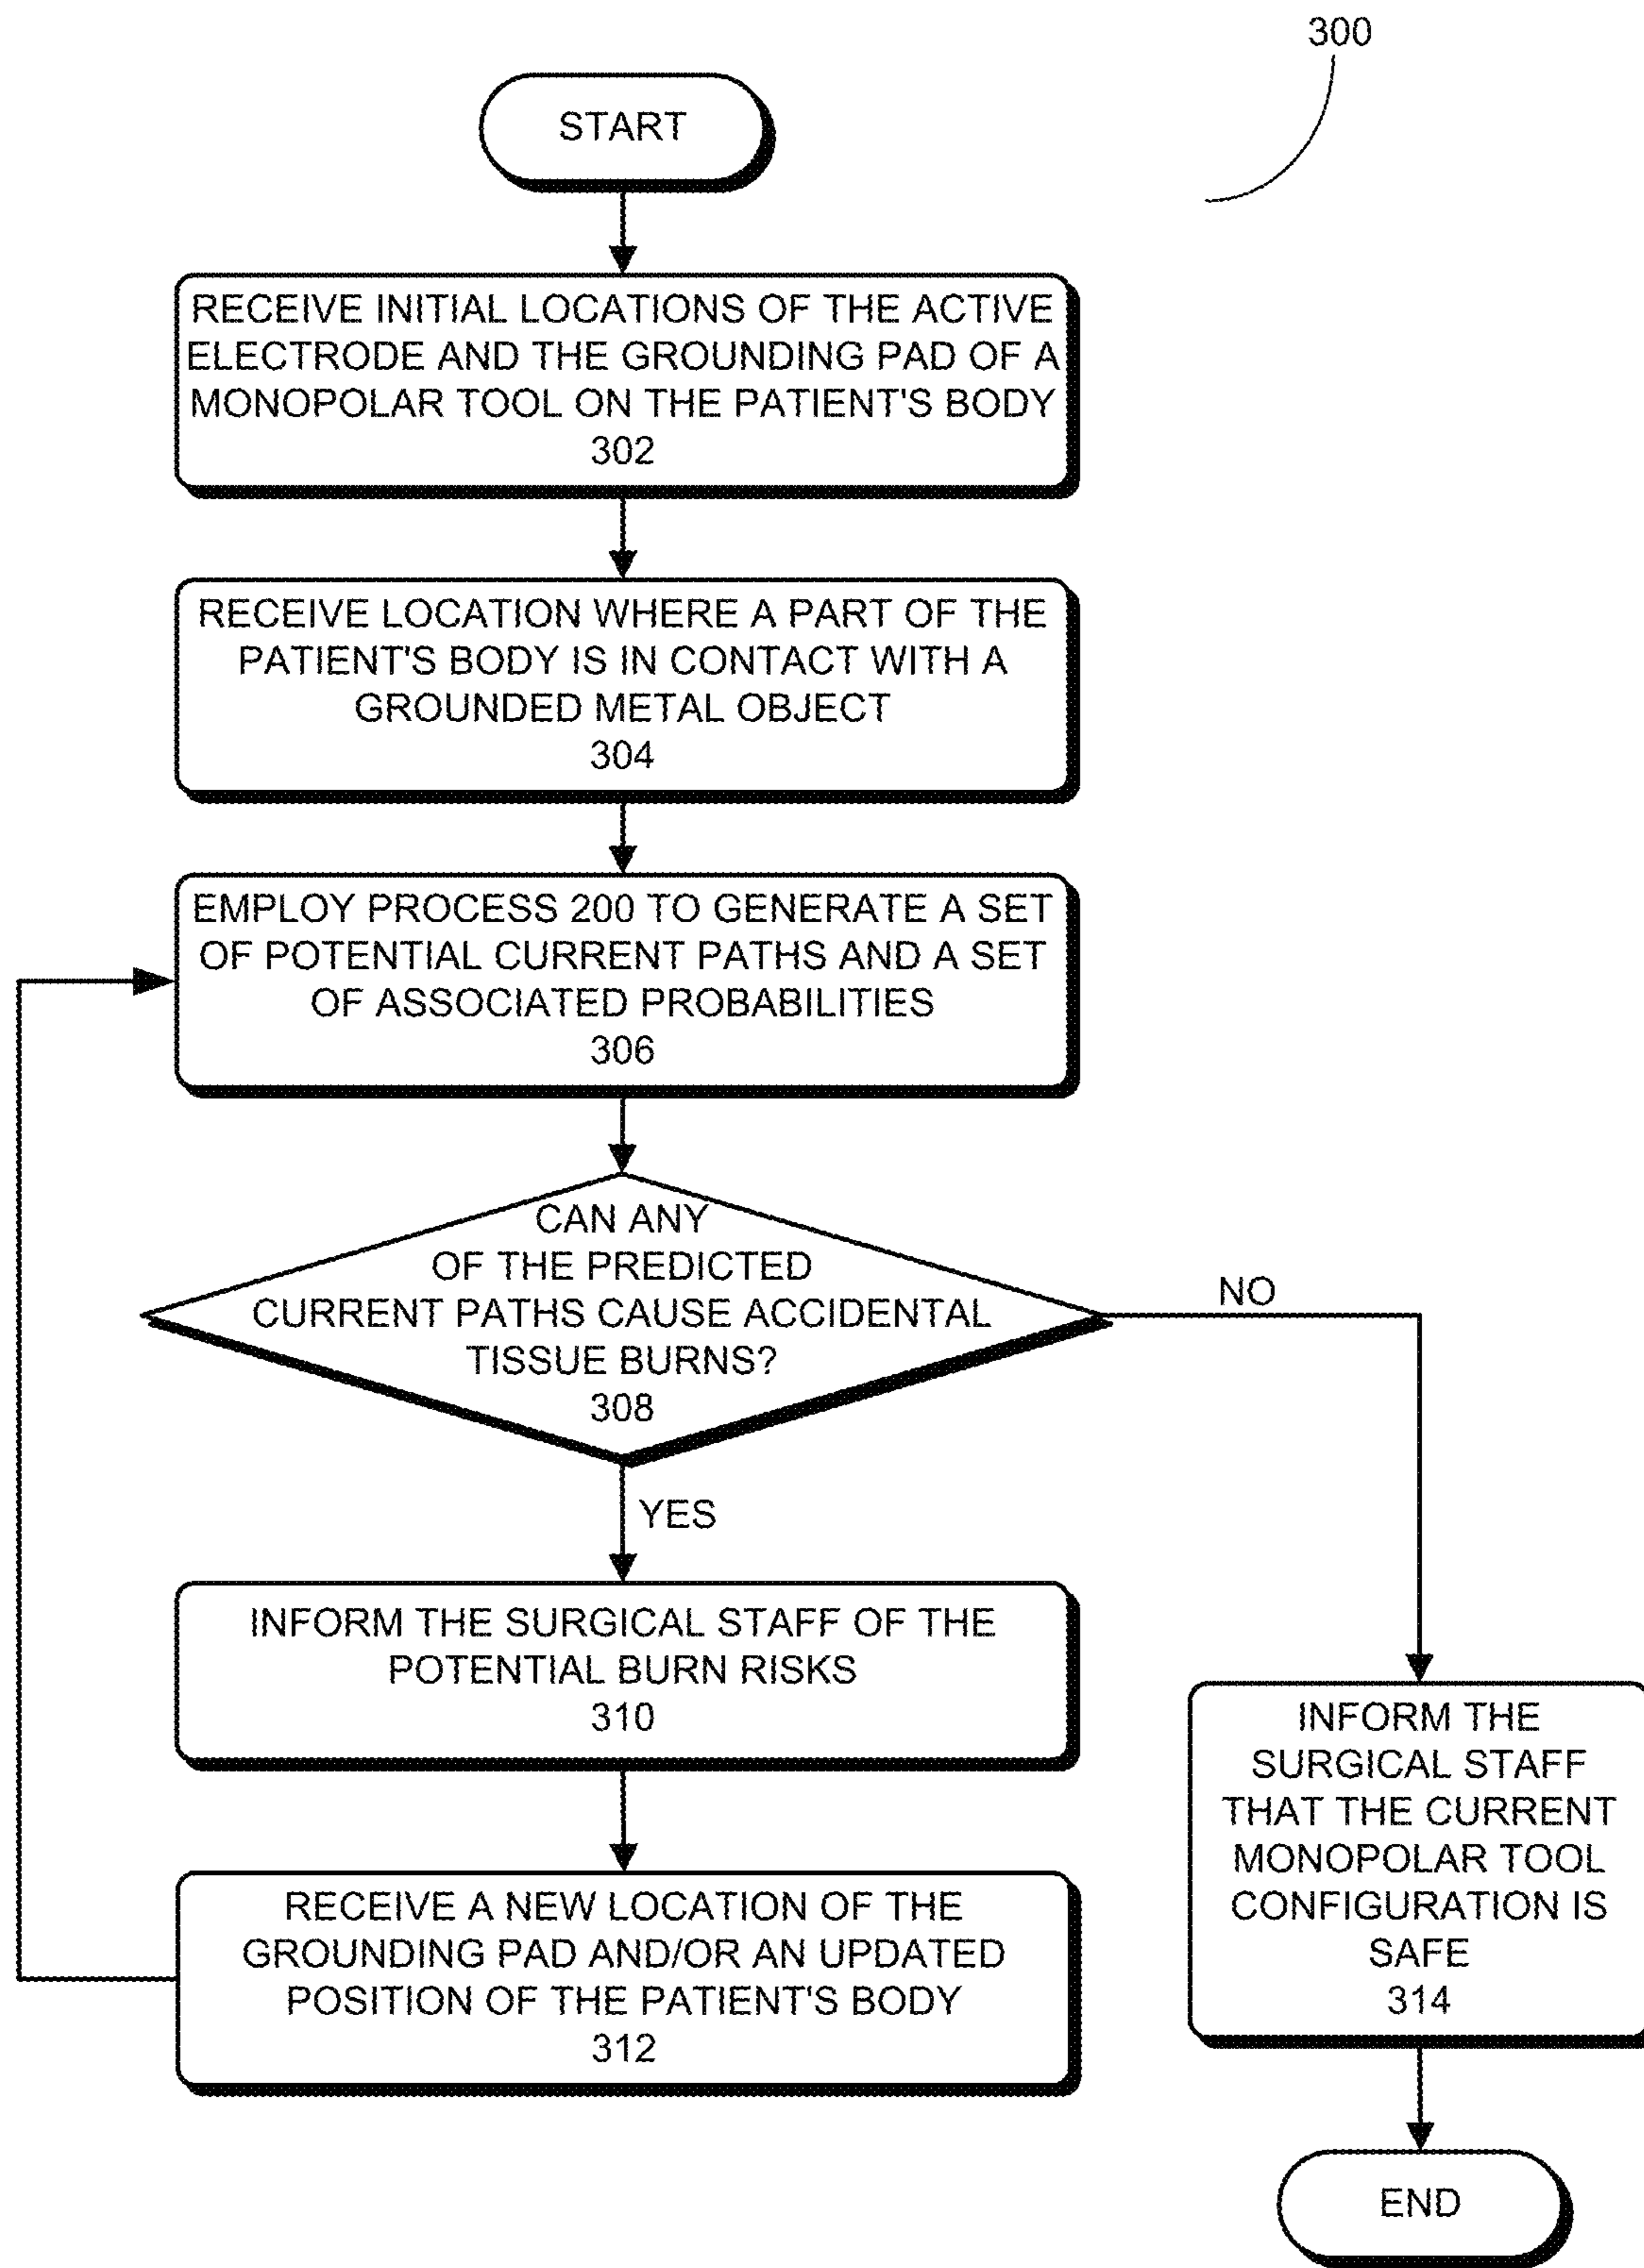 300
START
RECEIVE INITIAL LOCATIONS OF THE ACTIVE
ELECTRODE AND THE GROUNDING PAD OF A
MONOPOLAR TOOL ON THE PATIENT'S BODY
302
RECEIVE LOCATION WHERE A PART OF THE
PATIENT'S BODY IS IN CONTACT WITH A
GROUNDED METAL OBJECT
304
EMPLOY PROCESS 200 TO GENERATE A SET
OF POTENTIAL CURRENT PATHS AND A SET
OF ASSOCIATED PROBABILITIES
306
CAN ANY
OF THE PREDICTED
CURRENT PATHS CAUSE ACCIDENTAL
TISSUE BURNS?
308
NO
YES
INFORM THE SURGICAL STAFF OF THE
POTENTIAL BURN RISKS
310
RECEIVE A NEW LOCATION OF THE
GROUNDING PAD AND/OR AN UPDATED
POSITION OF THE PATIENT'S BODY
312
INFORM THE
SURGICAL STAFF
THAT THE CURRENT
MONOPOLAR TOOL
CONFIGURATION IS
SAFE
314
END